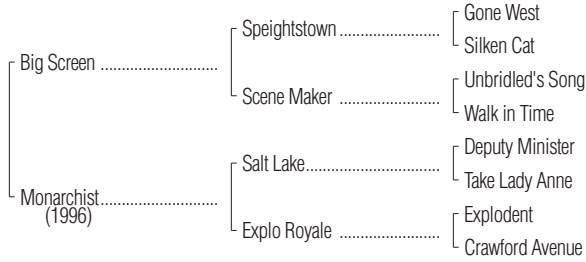 Gone West
Speightstown
Silken Cat
Big Screen
Unbridled's Song
Scene Maker
Walk in Time
Deputy Minister
Salt Lake
Take Lady Anne
Monarchist
(1996)
Explodent
Explo Royale
Crawford Avenue